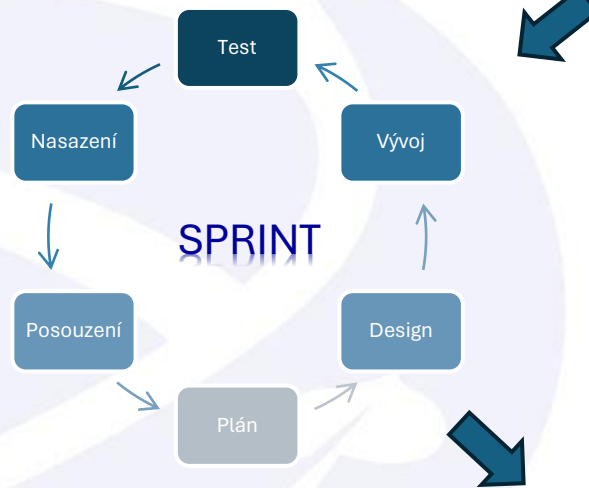 Test
Nasazení
Vývoj
SPRINT
Posouzení
Design
Plán